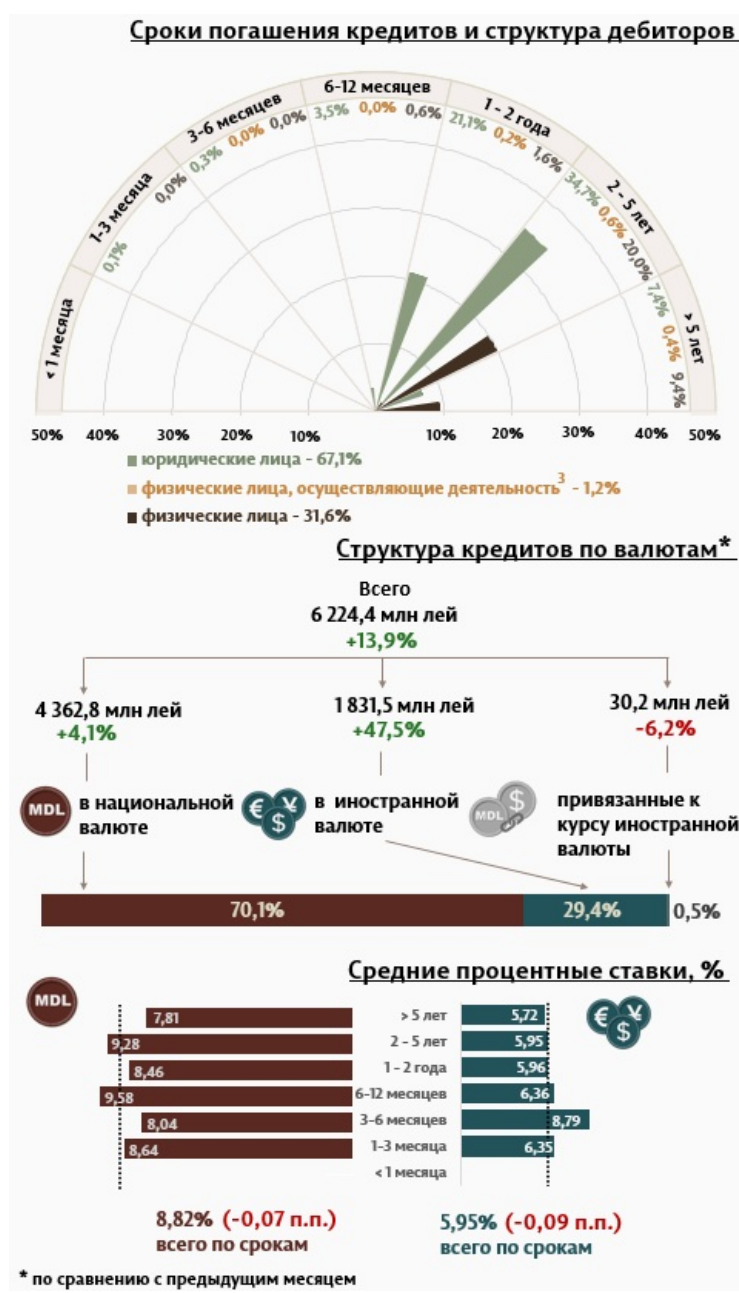 Сроки погашения кредитов и структура дебиторов
< 1 месяца
1-3 месяца
3-6 месяцев
6-12 месяцев
1 - 2 года
2 - 5 лет
> 5 лет
0,1%
0,0%
0,3%
0,0%
0,0%
3,5%
0,0%
0,6%
21,1%
0,2%
1,6%
34,7%
0,6%
20,0%
7,4%
0,4%
9,4%
50% 40% 30% 20% 10% 10% 20% 30% 40% 50%
юридические лица - 67,1%
физические лица, осуществляющие деятельность3 - 1,2%
физические лица - 31,6%
Структура кредитов по валютам*
Всего
6 224,4 млн лей
+13,9%
4 362,8 млн лей
+4,1%
1 831,5 млн лей
+47,5%
30,2 млн лей
-6,2%
MDL
в национальной
валюте
€ ¥ $
в иностранной
валюте
MDL $
привязанные к
курсу иностранной
валюты
70,1% 29,4% 0,5%
Средние процентные ставки, %
MDL
€ ¥ $
7,81 > 5 лет 5,72
9,28 2 - 5 лет 5,95
8,46 1 - 2 года 5,96
9,58 6-12 месяцев 6,36
8,04 3-6 месяцев 8,79
8,64 1-3 месяца 6,35
< 1 месяца
8,82% (-0,07 п.п.)
всего по срокам
5,95% (-0,09 п.п.)
всего по срокам
* по сравнению с предыдущим месяцем